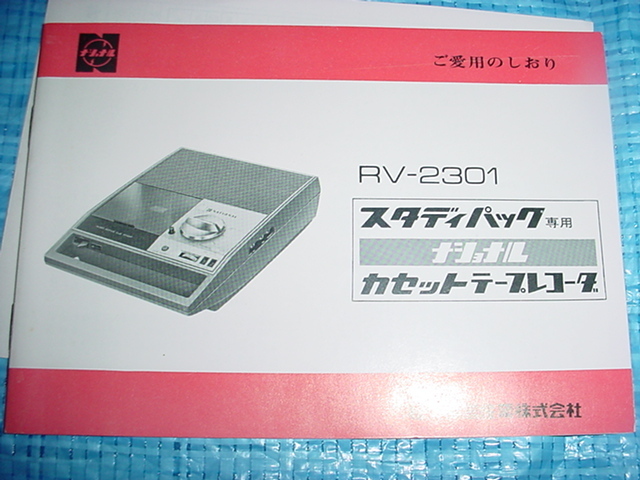 ナショナル
ご愛用のしおり
RV-2301
スタディパック専用
ナショナル
カセットテープレコーダ
株式会社